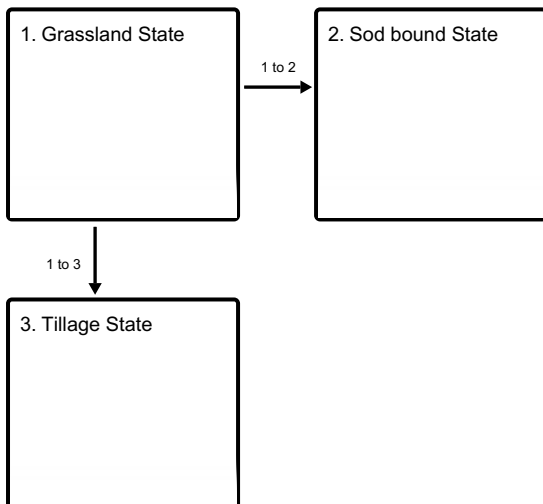 1. Grassland State
2. Sod bound State
1 to 2
1 to 3
3. Tillage State